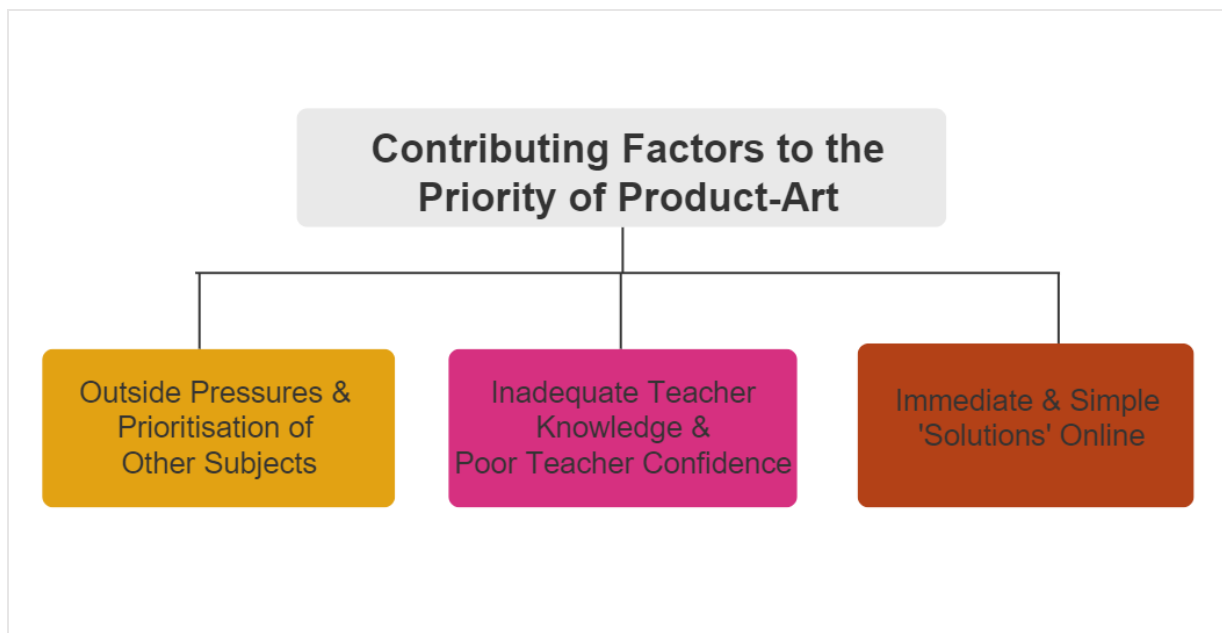 Contributing Factors to the
Priority of Product-Art
Outside Pressures &
Prioritisation of
Other Subjects
Inadequate Teacher
Knowledge &
Poor Teacher Confidence
Immediate & Simple
'Solutions' Online